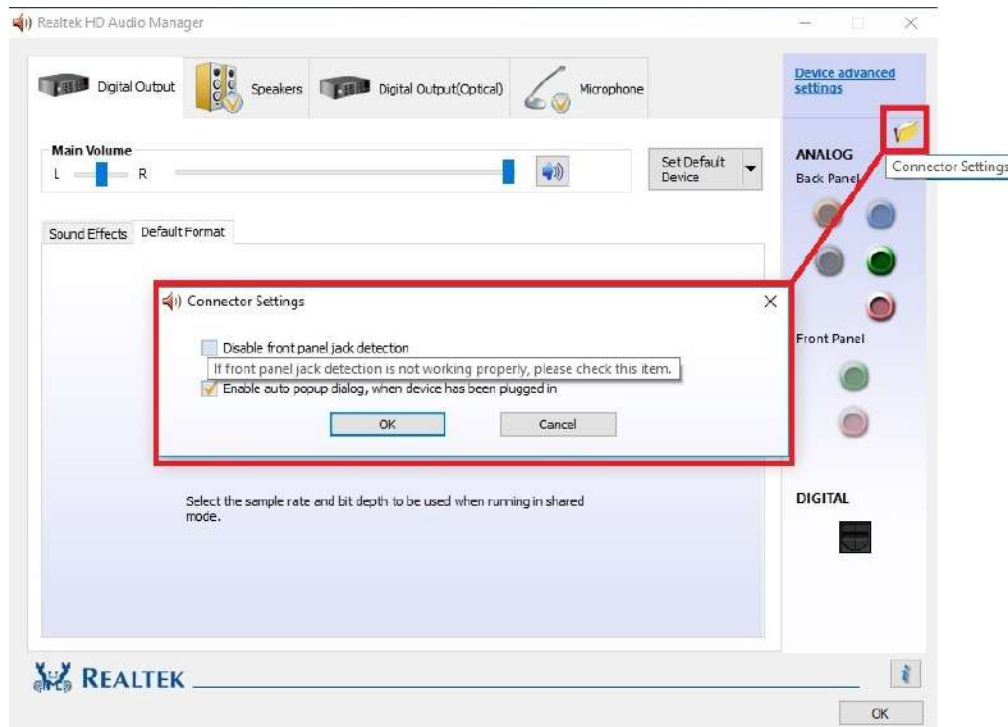 Realtek HD Audio Manager
Digital Output
Speakers
Digital Output(Optical)
Microphone
Device advanced
settings
Main Volume
L
R
Set Default
Device
ANALOG
Connector Settings
Back Panel
Sound Effects
Default Format
Connector Settings
Disable front panel jack detection
If front panel jack detection is not working properly, please check this item.
Enable auto popup dialog, when device has been plugged in
OK
Cancel
Front Panel
Select the sample rate and bit depth to be used when running in shared
mode.
DIGITAL
REALTEK
i
OK